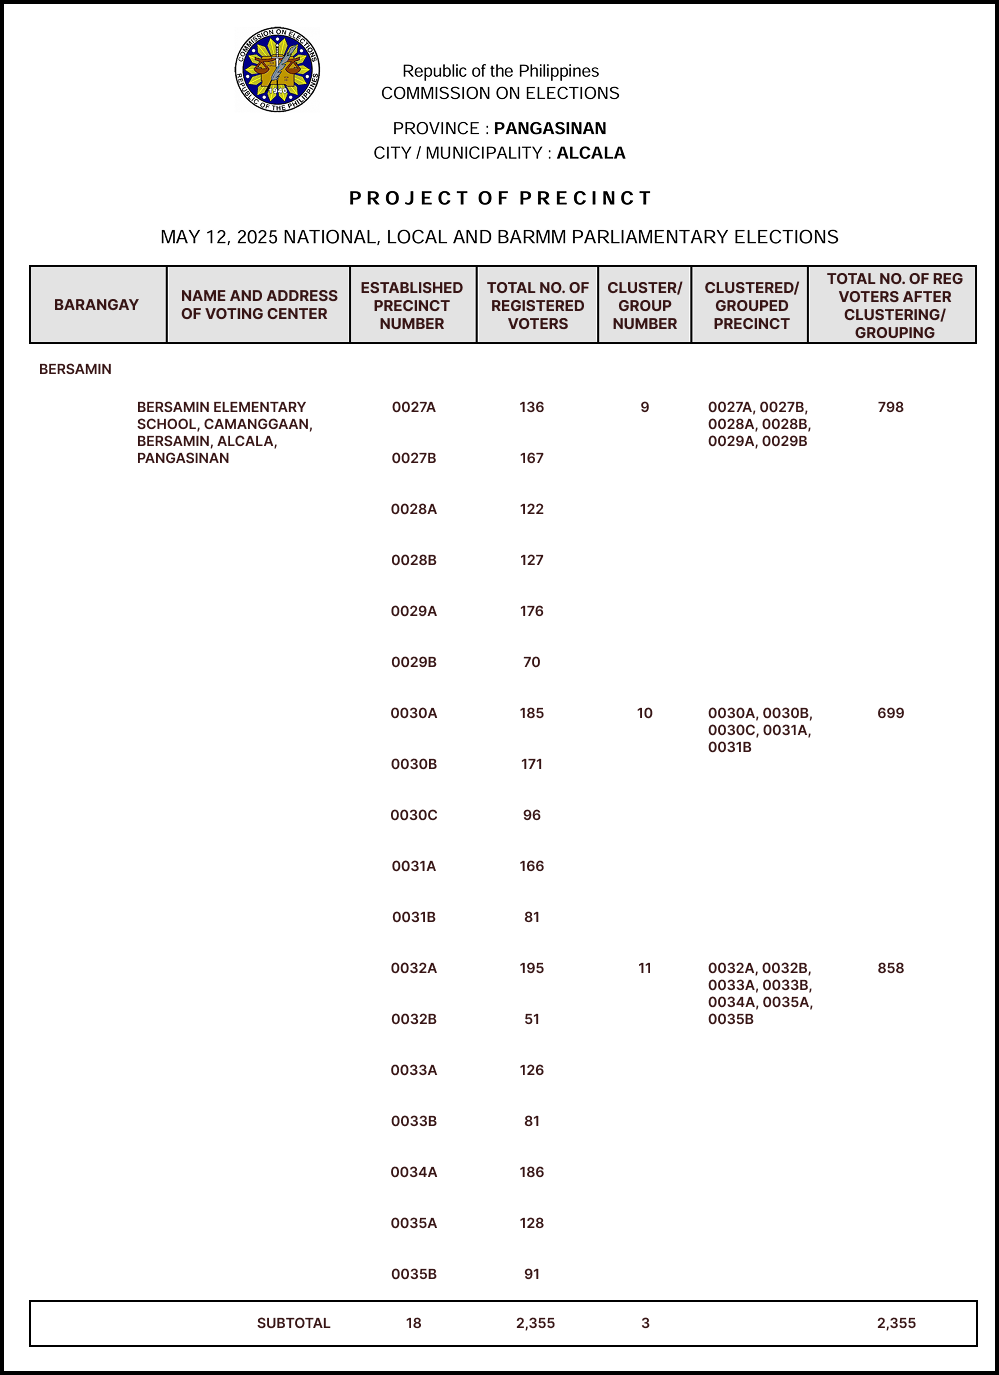 COMMISSION ON ELECTIONS
REPUBLIC OF THE PHILIPPINES
1940
Republic of the Philippines
COMMISSION ON ELECTIONS
PROVINCE : PANGASINAN
CITY / MUNICIPALITY : ALCALA
PROJECT OF PRECINCT
MAY 12, 2025 NATIONAL, LOCAL AND BARMM PARLIAMENTARY ELECTIONS
BARANGAY
NAME AND ADDRESS
OF VOTING CENTER
ESTABLISHED
PRECINCT
NUMBER
TOTAL NO. OF
REGISTERED
VOTERS
CLUSTER/
GROUP
NUMBER
CLUSTERED/
GROUPED
PRECINCT
TOTAL NO. OF REG
VOTERS AFTER
CLUSTERING/
GROUPING
BERSAMIN
BERSAMIN ELEMENTARY
SCHOOL, CAMANGGAAN,
BERSAMIN, ALCALA,
PANGASINAN
0027A 136 9 0027A, 0027B, 798
0028A, 0028B,
0029A, 0029B
0027B 167
0028A 122
0028B 127
0029A 176
0029B 70
0030A 185 10 0030A, 0030B, 699
0030C, 0031A,
0031B
0030B 171
0030C 96
0031A 166
0031B 81
0032A 195 11 0032A, 0032B, 858
0033A, 0033B,
0034A, 0035A,
0035B
0032B 51
0033A 126
0033B 81
0034A 186
0035A 128
0035B 91
SUBTOTAL 18 2,355 3 2,355